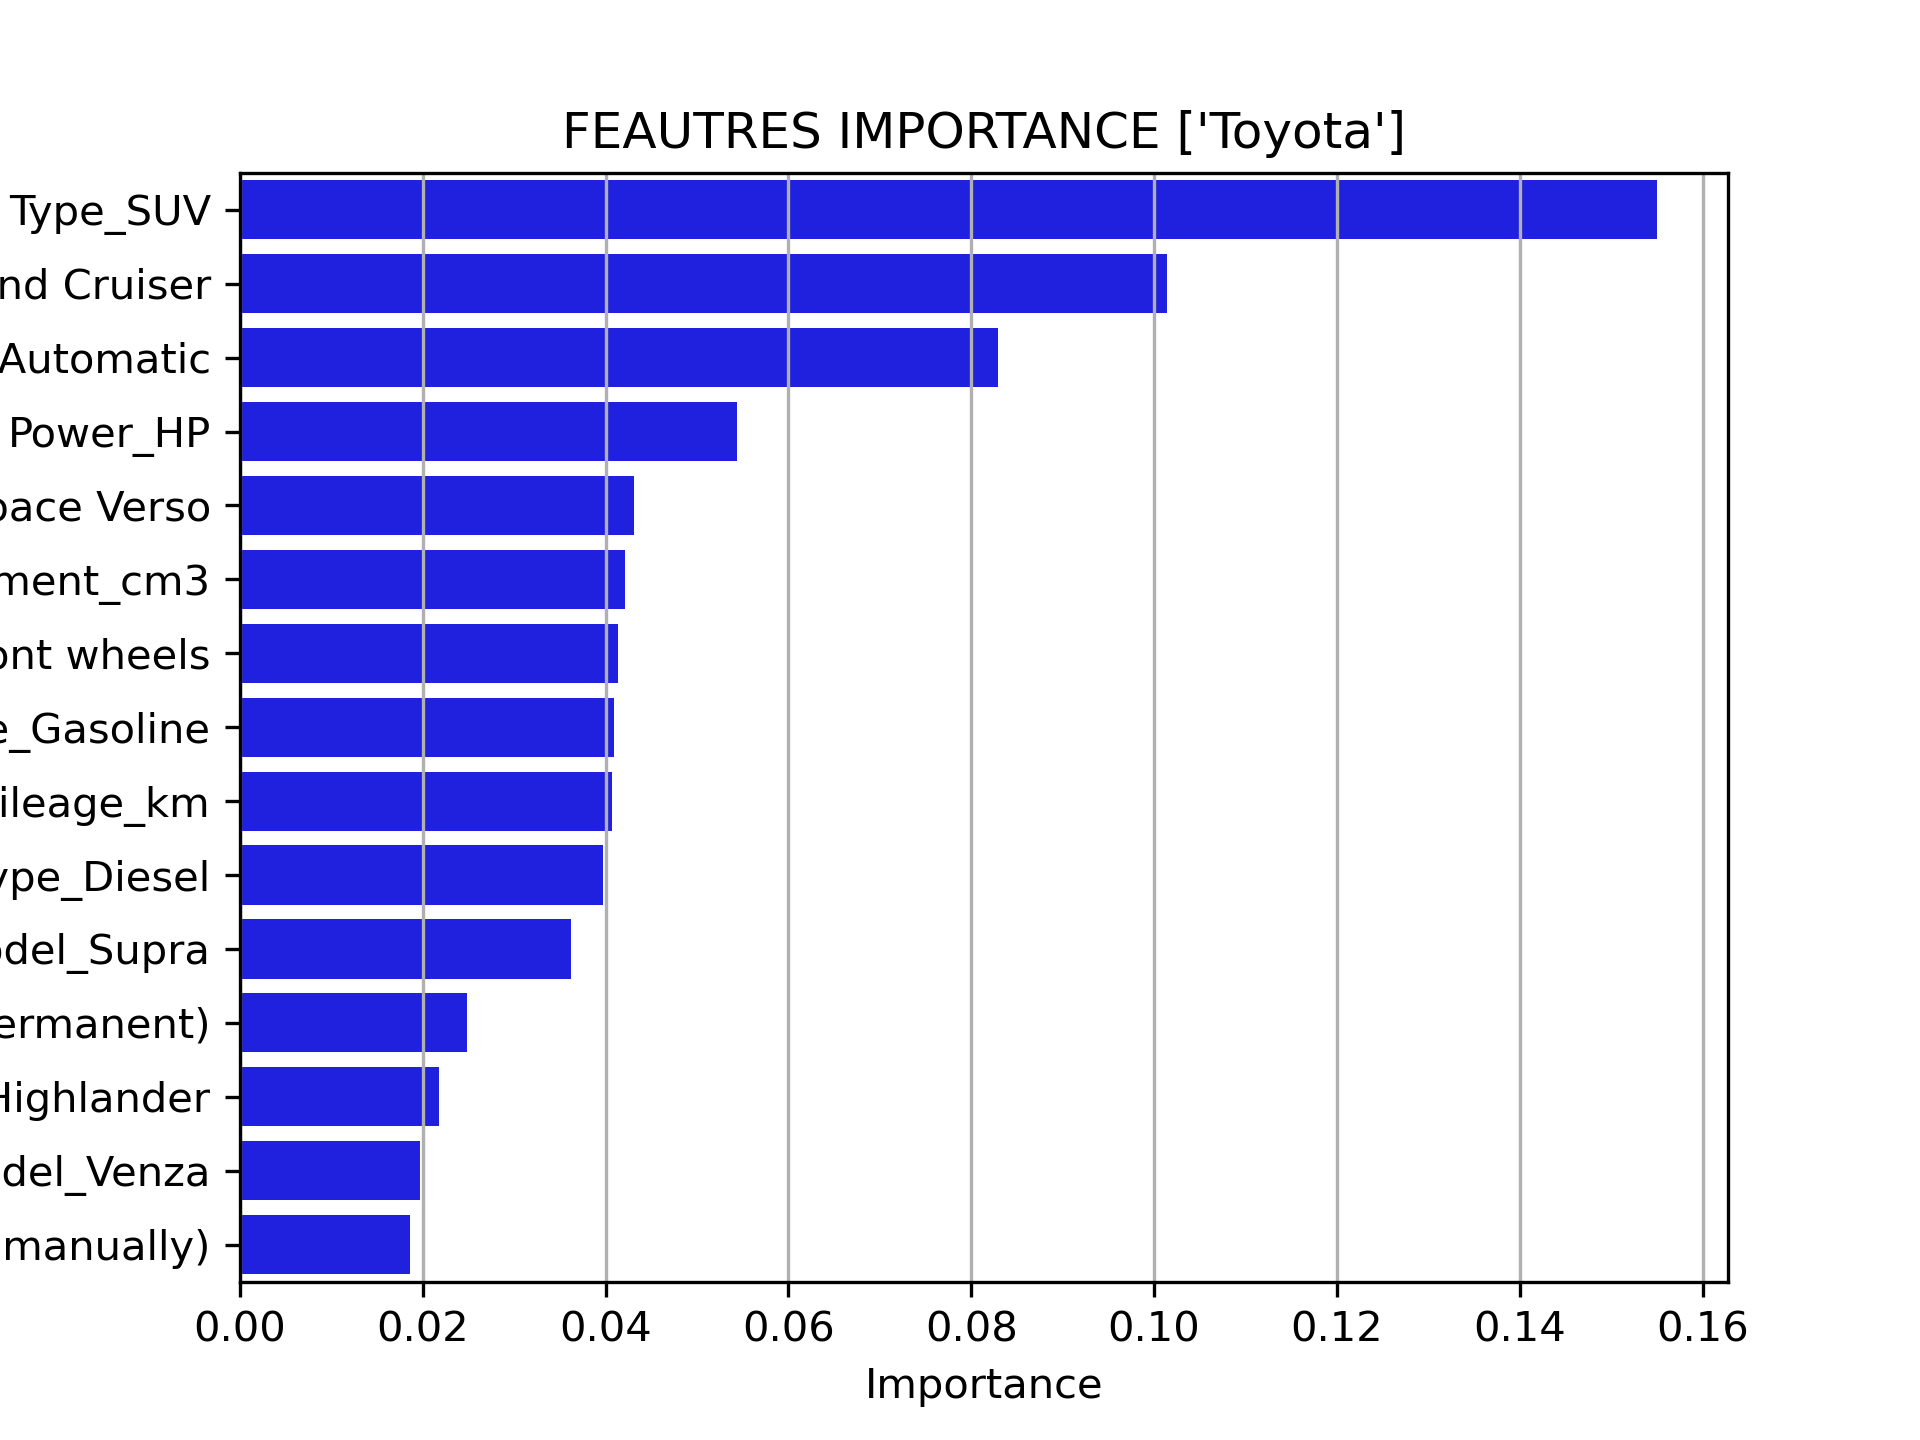 FEAUTRES IMPORTANCE ['Toyota']
Type_SUV
nd Cruiser
Automatic
Power_HP
pace Verso
ment_cm3
ont wheels
e_Gasoline
ileage_km
ype_Diesel
odel_Supra
ermanent)
Highlander
del_Venza
manually)
0.00 0.02 0.04 0.06 0.08 0.10 0.12 0.14 0.16
Importance